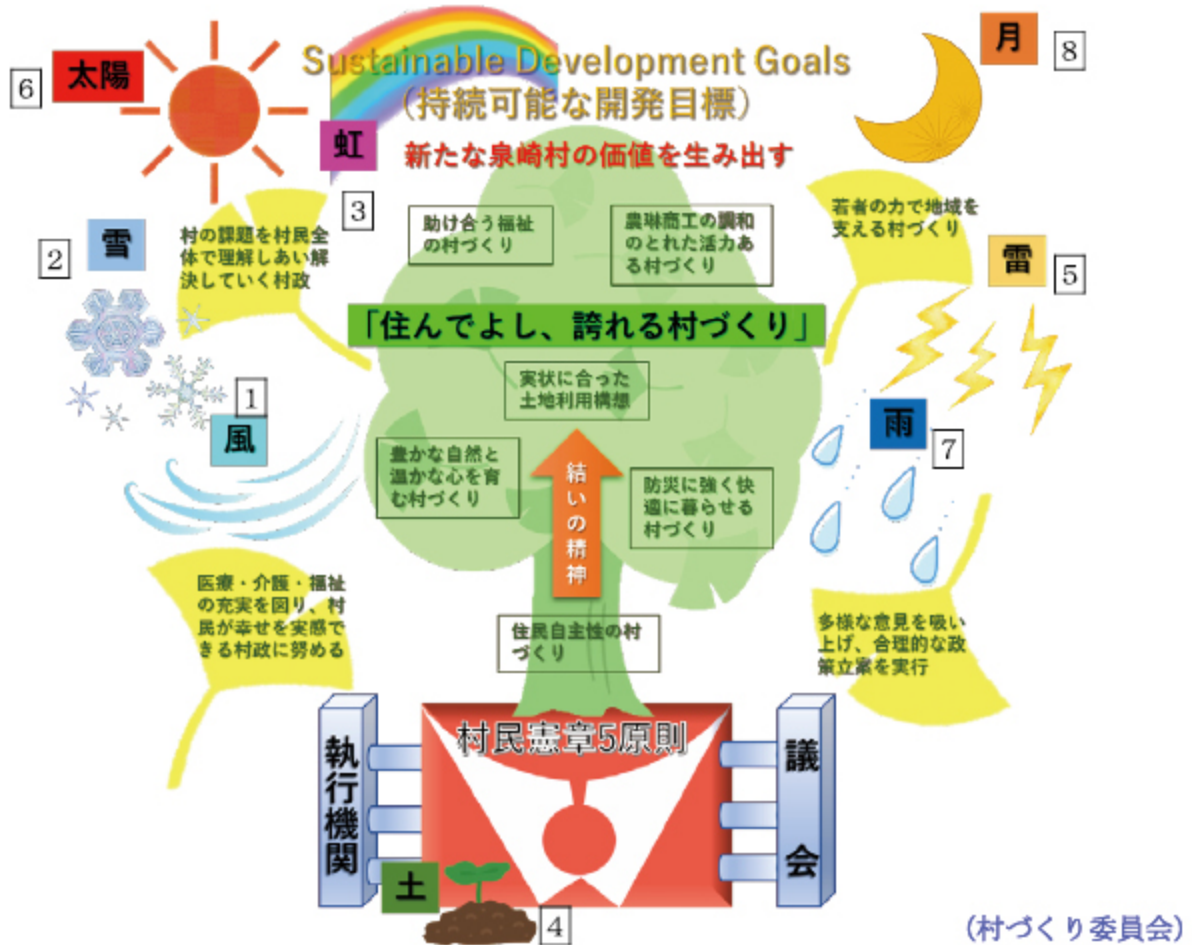 6
太陽
Sustainable Development Goals
(持続可能な開発目標)
月
8
虹
新たな泉崎村の価値を生み出す
3
2
雪
村の課題を村民全
体で理解しあい解
決していく村政
助け合う福祉
の村づくり
農琳商工の調和
のとれた活力あ
る村づくり
若者の力で地域を
支える村づくり
雷
5
「住んでよし、誇れる村づくり」
実状に合った
土地利用構想
1
風
雨
7
豊かな自然と
温かな心を育
む村づくり
結いの精神
防災に強く快
適に暮らせる
村づくり
医療・介護・福祉
の充実を図り、村
民が幸せを実感で
きる村政に努める
住民自主性の村
づくり
多様な意見を吸い
上げ、合理的な政
策立案を実行
村民憲章5原則
執行機関
議会
土
4
(村づくり委員会)